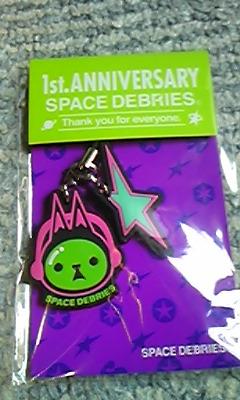 1st.ANNIVERSARY
SPACE DEBRIES
Thank you for everyone.
SPACE DEBRIES
SPACE DEBRIES